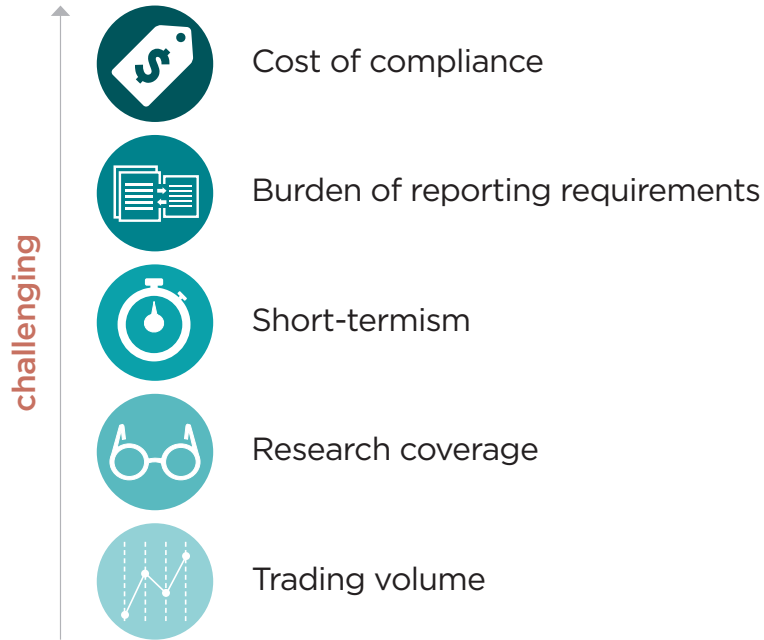 Cost of compliance
Burden of reporting requirements
Short-termism
Research coverage
Trading volume
challenging
$